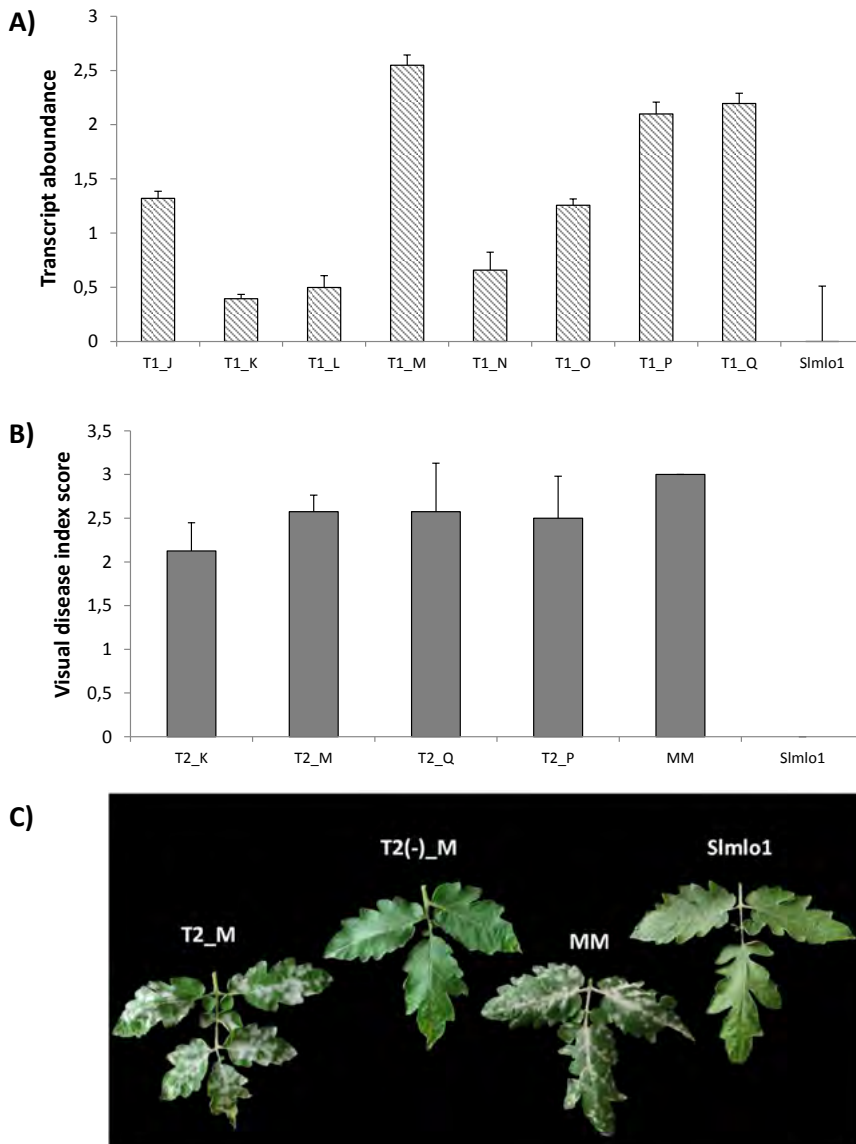 A)
Transcript aboundance
3
2,5
2
1,5
1
0,5
0
T1_J T1_K T1_L T1_M T1_N T1_O T1_P T1_Q Slmlo1
B)
Visual disease index score
3,5
3
2,5
2
1,5
1
0,5
0
T2_K T2_M T2_Q T2_P MM Slmlo1
C)
T2_M
T2(-)_M
MM
Slmlo1